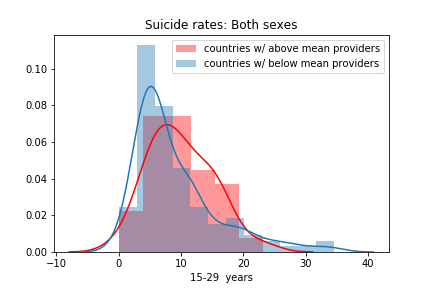 Suicide rates: Both sexes
countries w/ above mean providers
countries w/ below mean providers
0.10
0.08
0.06
0.04
0.02
0.00
−10 0 10 20 30 40
15-29 years